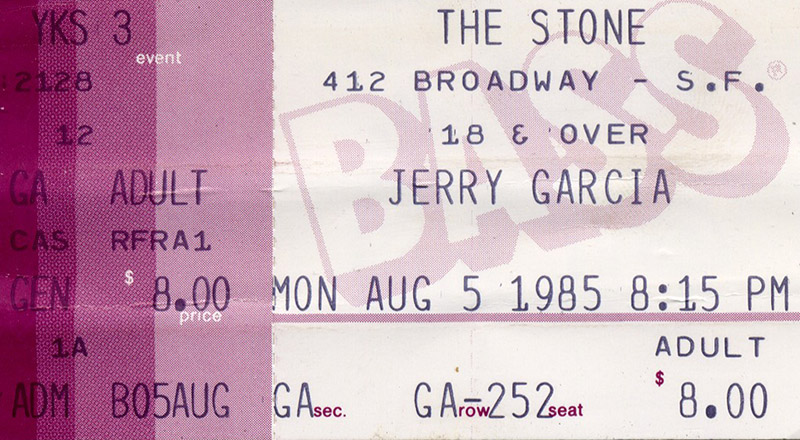 YKS 3
event
2128
12
GA ADULT
CAS RFRA1
GEN $ 8.00
price
1A
ADM B05AUG
THE STONE
412 BROADWAY - S.F.
18 & OVER
JERRY GARCIA
MON AUG 5 1985 8:15 PM
ADULT
GA sec. GA-252 row seat $ 8.00
BASS ®